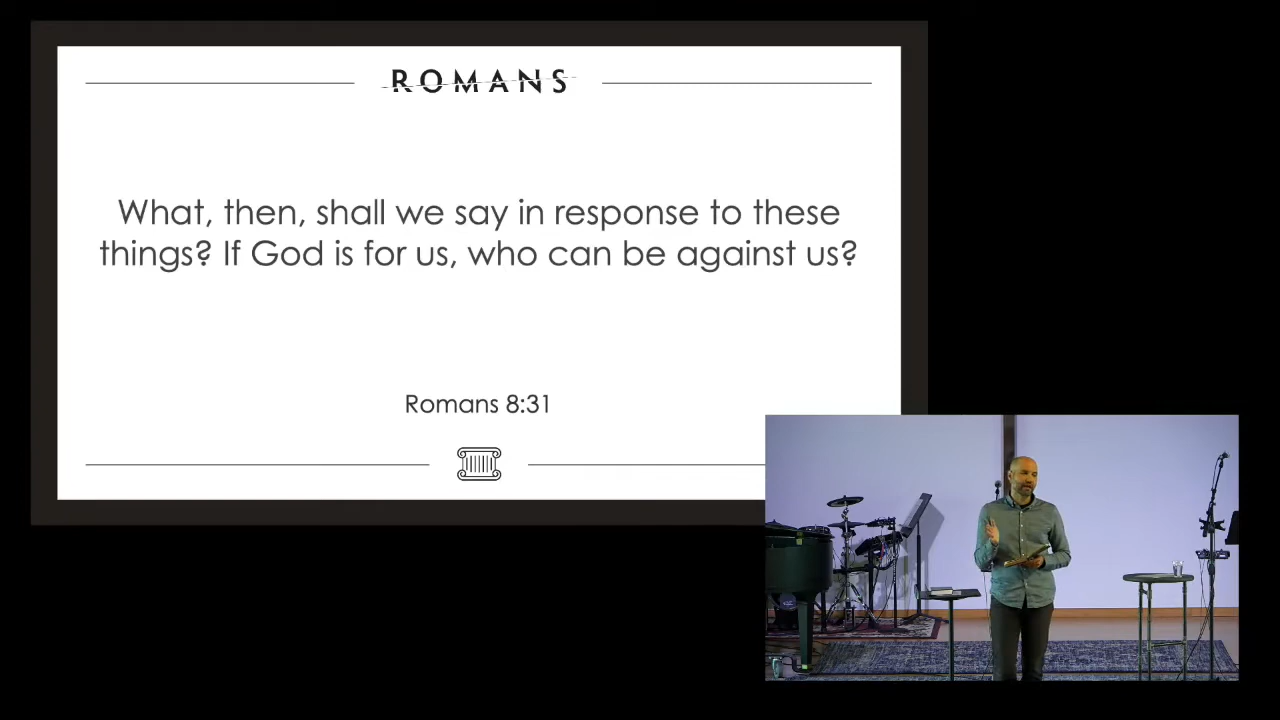 ROMANS
What, then, shall we say in response to these
things? If God is for us, who can be against us?
Romans 8:31